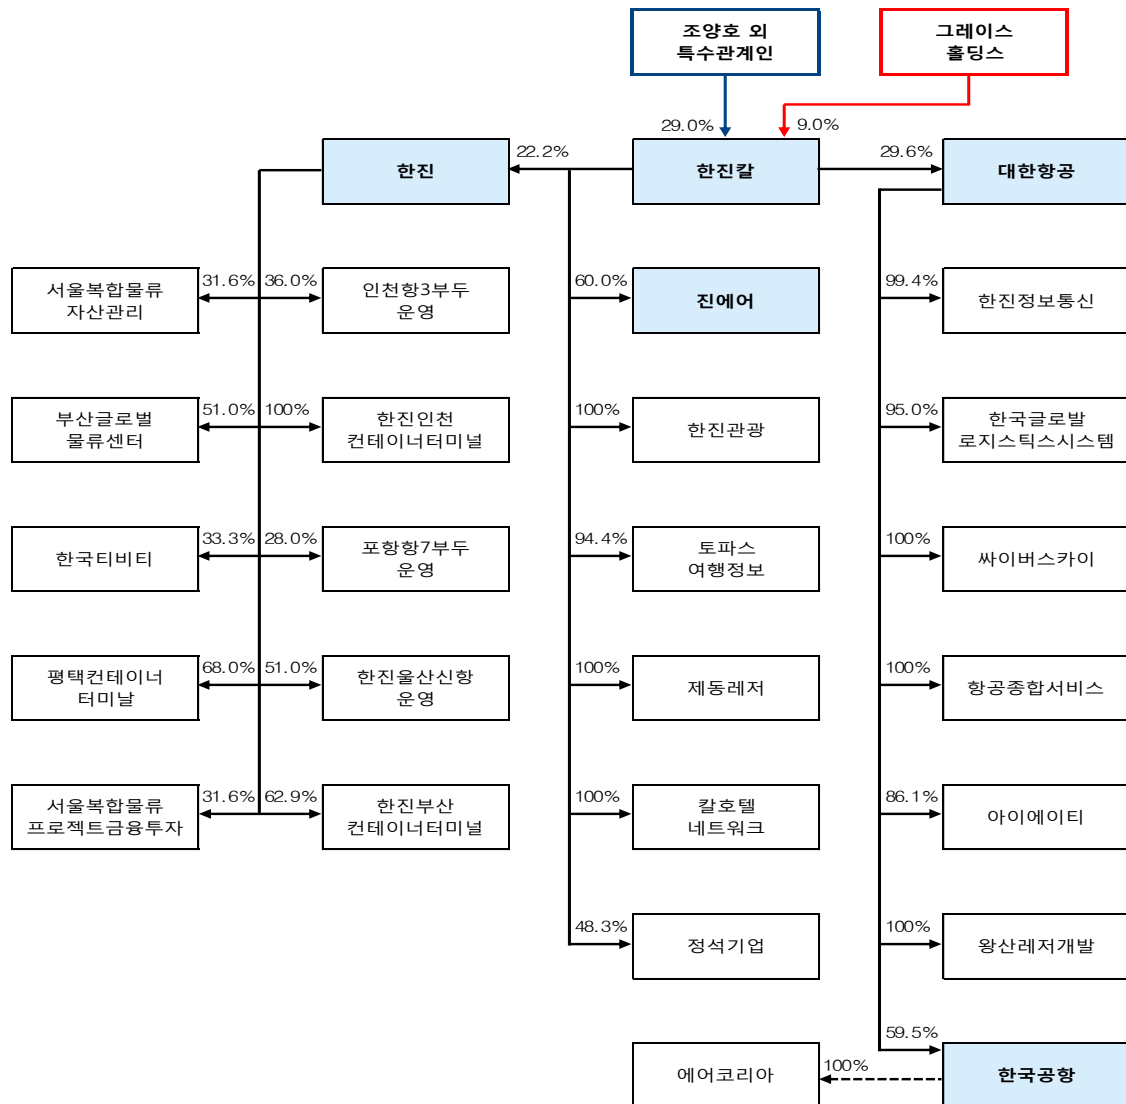 조양호 외
특수관계인
그레이스
홀딩스
29.0%
9.0%
한진
22.2%
한진칼
29.6%
대한항공
서울복합물류
자산관리
31.6%
36.0%
인천항3부두
운영
60.0%
진에어
99.4%
한진정보통신
부산글로벌
물류센터
51.0%
100%
한진인천
컨테이너터미널
100%
한진관광
95.0%
한국글로발
로지스틱스시스템
한국티비티
33.3%
28.0%
포항항7부두
운영
94.4%
토파스
여행정보
100%
싸이버스카이
평택컨테이너
터미날
68.0%
51.0%
한진울산신항
운영
100%
제동레저
100%
항공종합서비스
서울복합물류
프로젝트금융투자
31.6%
62.9%
한진부산
컨테이너터미널
100%
칼호텔
네트워크
86.1%
아이에이티
48.3%
정석기업
100%
왕산레저개발
에어코리아
100%
59.5%
한국공항